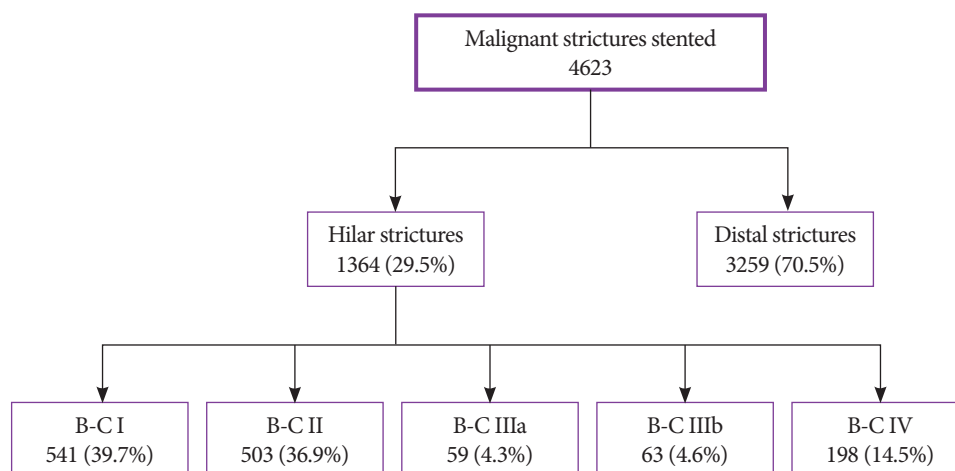 Malignant strictures stented
4623
Hilar strictures
1364 (29.5%)
Distal strictures
3259 (70.5%)
B-C I
541 (39.7%)
B-C II
503 (36.9%)
B-C IIIa
59 (4.3%)
B-C IIIb
63 (4.6%)
B-C IV
198 (14.5%)